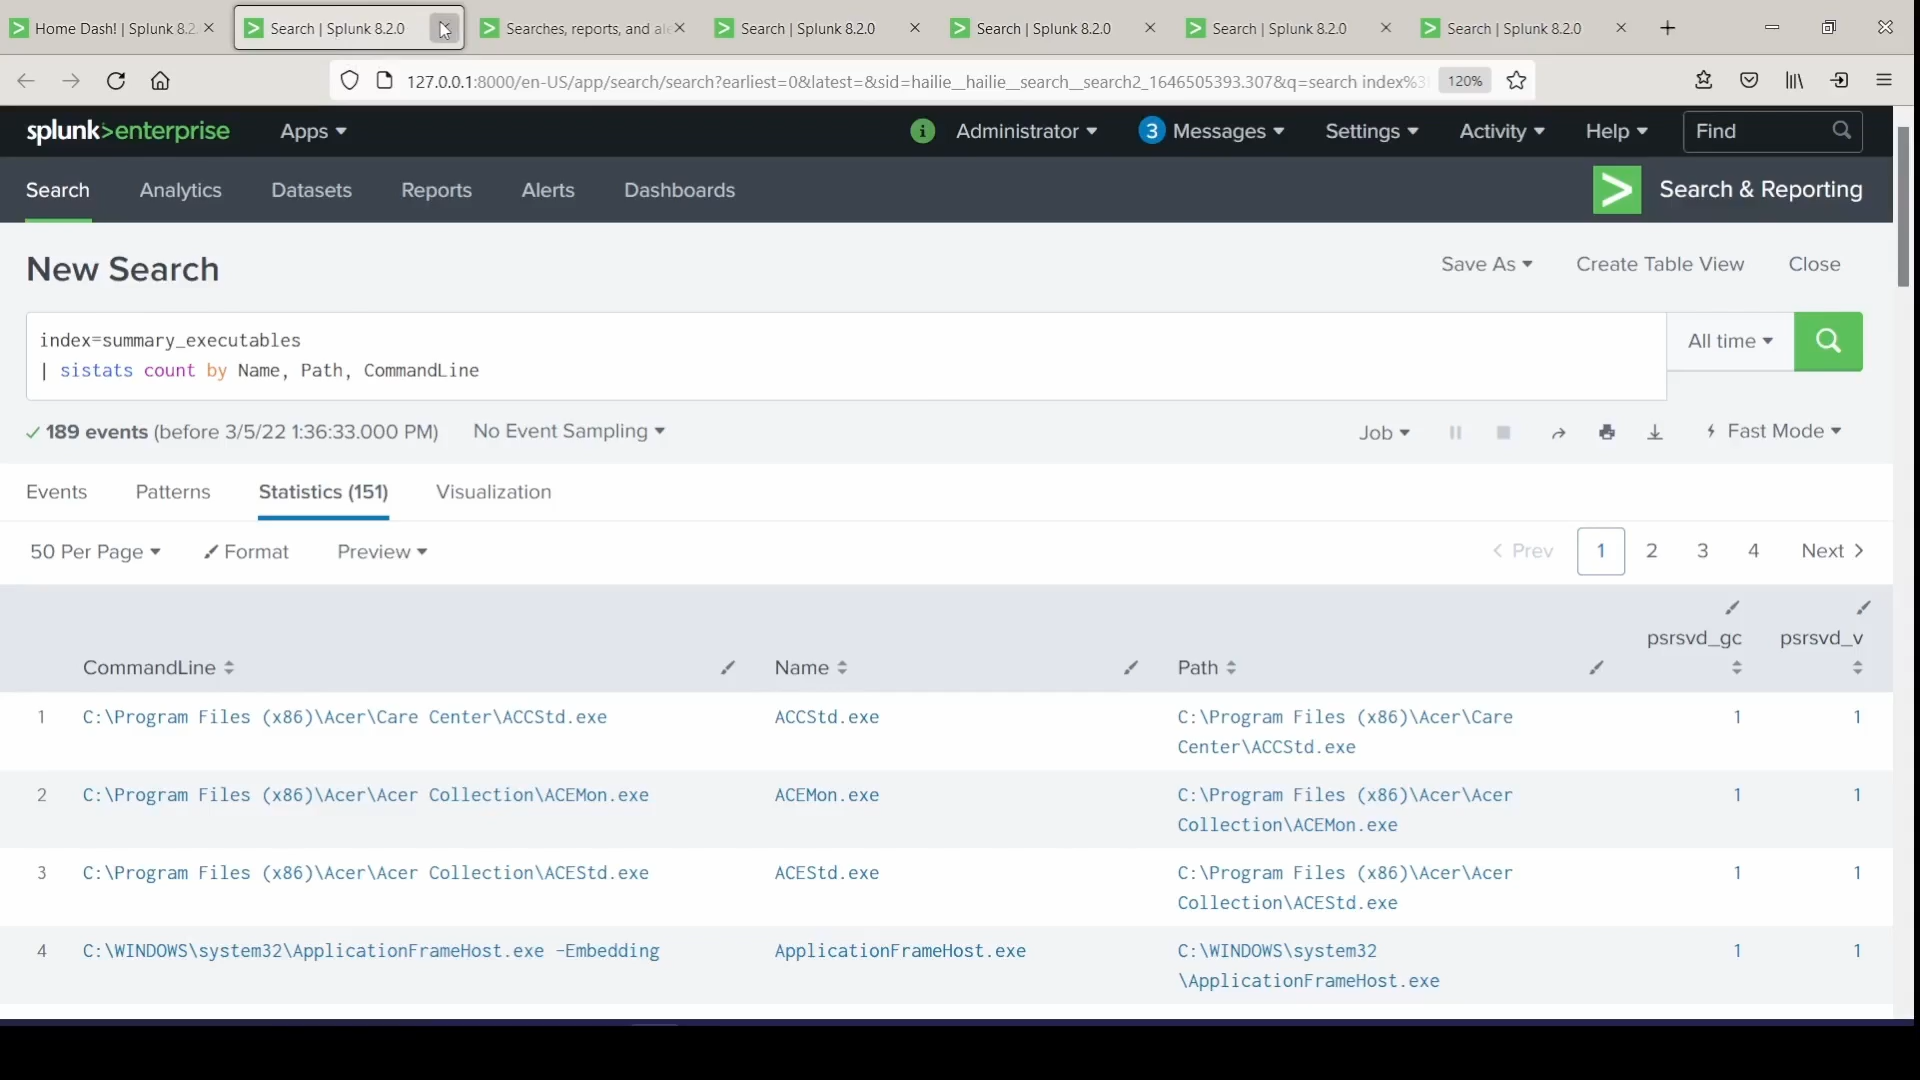 Home Dash! | Splunk 8.2.
Search | Splunk 8.2.0
Searches, reports, and ale
Search | Splunk 8.2.0
Search | Splunk 8.2.0
Search | Splunk 8.2.0
Search | Splunk 8.2.0
127.0.0.1:8000/en-US/app/search/search?earliest=0&latest=&sid=hailie__hailie__search__search2_1646505393.307&q=search index%3
120%
splunk>enterprise
Apps
i
Administrator
3 Messages
Settings
Activity
Help
Find
Search
Analytics
Datasets
Reports
Alerts
Dashboards
Search & Reporting
New Search
Save As
Create Table View
Close
index=summary_executables
| sistats count by Name, Path, CommandLine
All time
189 events (before 3/5/22 1:36:33.000 PM)
No Event Sampling
Job
Fast Mode
Events
Patterns
Statistics (151)
Visualization
50 Per Page
Format
Preview
< Prev
1
2
3
4
Next >
CommandLine
Name
Path
psrsvd_gc
psrsvd_v
1
C:\Program Files (x86)\Acer\Care Center\ACCStd.exe
ACCStd.exe
C:\Program Files (x86)\Acer\Care
Center\ACCStd.exe
1
1
2
C:\Program Files (x86)\Acer\Acer Collection\ACEMon.exe
ACEMon.exe
C:\Program Files (x86)\Acer\Acer
Collection\ACEMon.exe
1
1
3
C:\Program Files (x86)\Acer\Acer Collection\ACEStd.exe
ACEStd.exe
C:\Program Files (x86)\Acer\Acer
Collection\ACEStd.exe
1
1
4
C:\WINDOWS\system32\ApplicationFrameHost.exe -Embedding
ApplicationFrameHost.exe
C:\WINDOWS\system32
\ApplicationFrameHost.exe
1
1